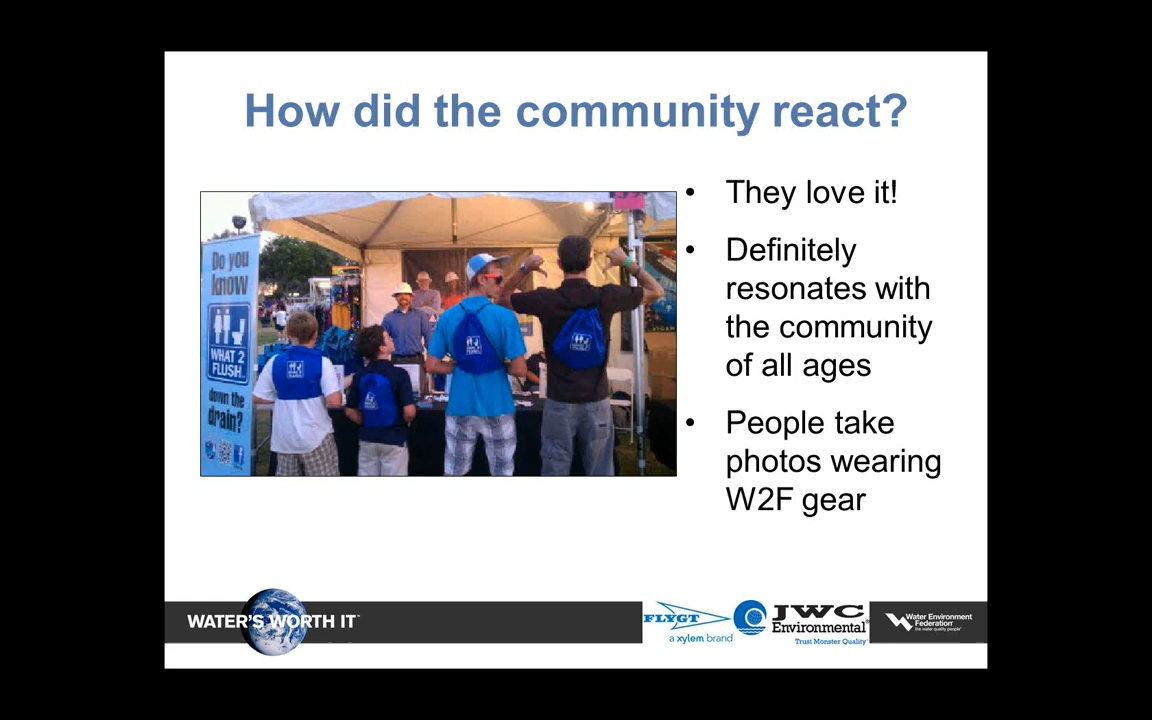 How did the community react?
Do you
know
WHAT 2
FLUSH
down the
drain?
• They love it!
• Definitely
resonates with
the community
of all ages
• People take
photos wearing
W2F gear
WATER'S WORTH IT
FLYGT
a xylem brand
JWC
Environmental
Trust Monster Quality
Water Environment
Federation
the water quality people